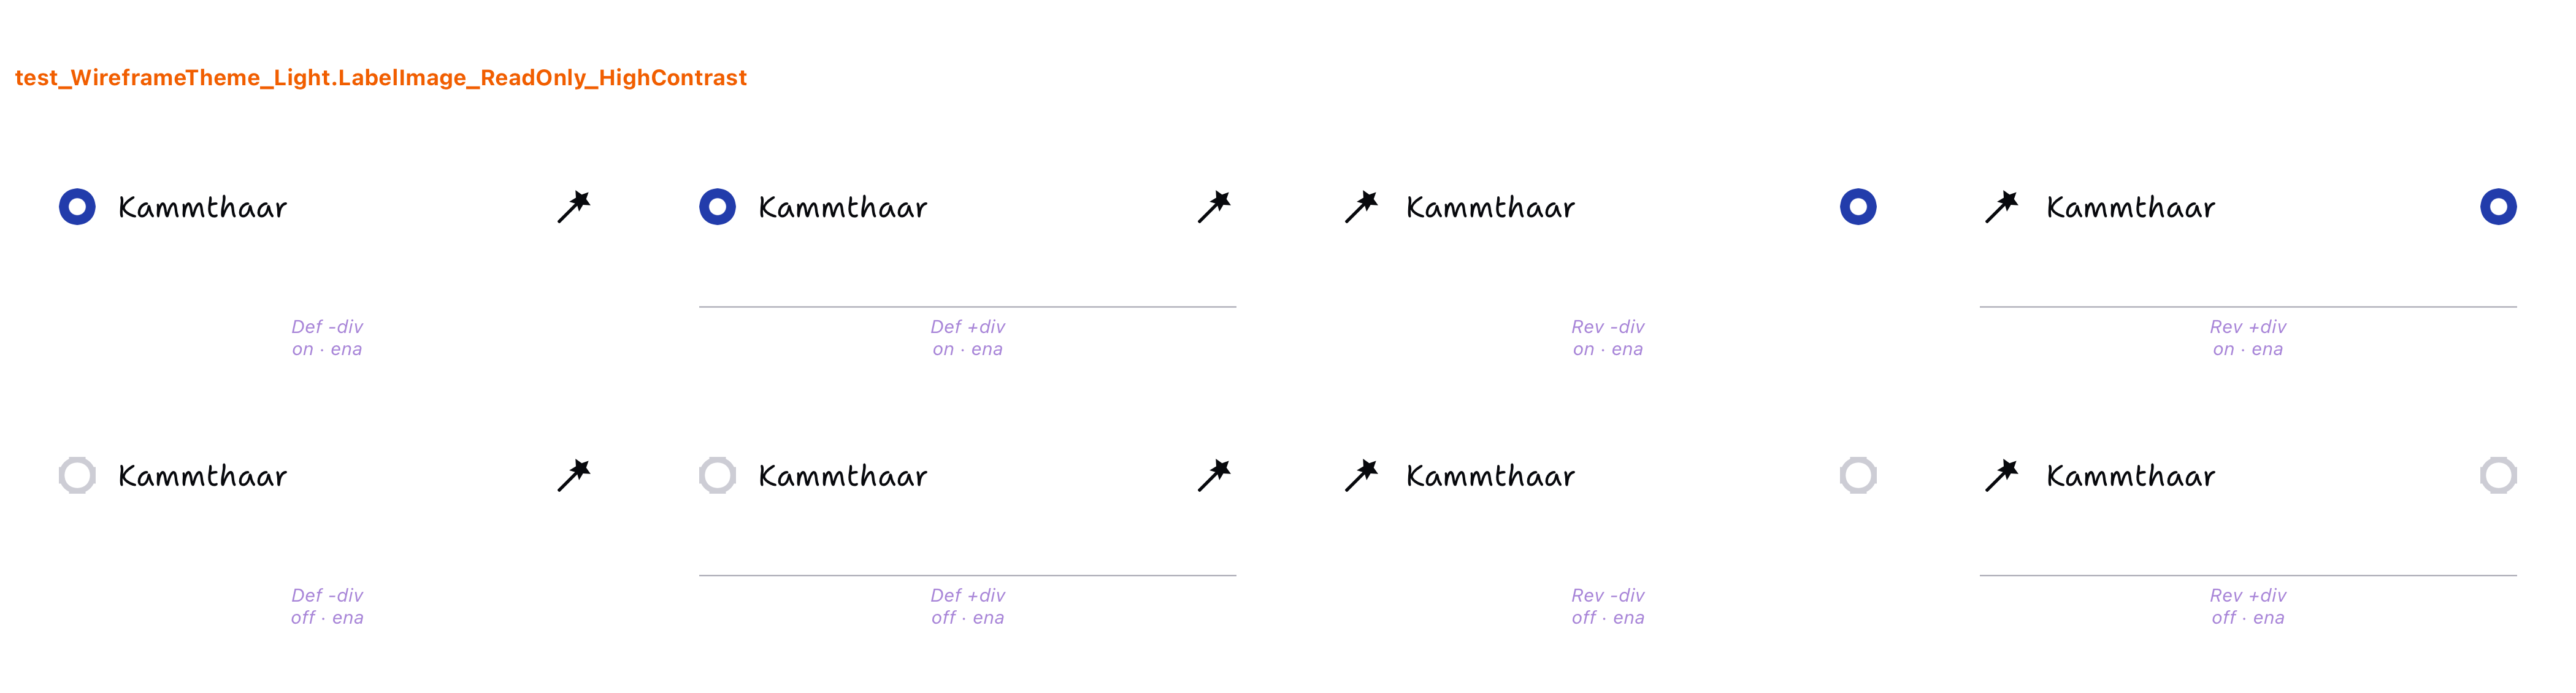 test_WireframeTheme_Light.LabelImage_ReadOnly_HighContrast
Kammthaar
Kammthaar
Kammthaar
Kammthaar
Def -div
on · ena
Def +div
on · ena
Rev -div
on · ena
Rev +div
on · ena
Kammthaar
Kammthaar
Kammthaar
Kammthaar
Def -div
off · ena
Def +div
off · ena
Rev -div
off · ena
Rev +div
off · ena